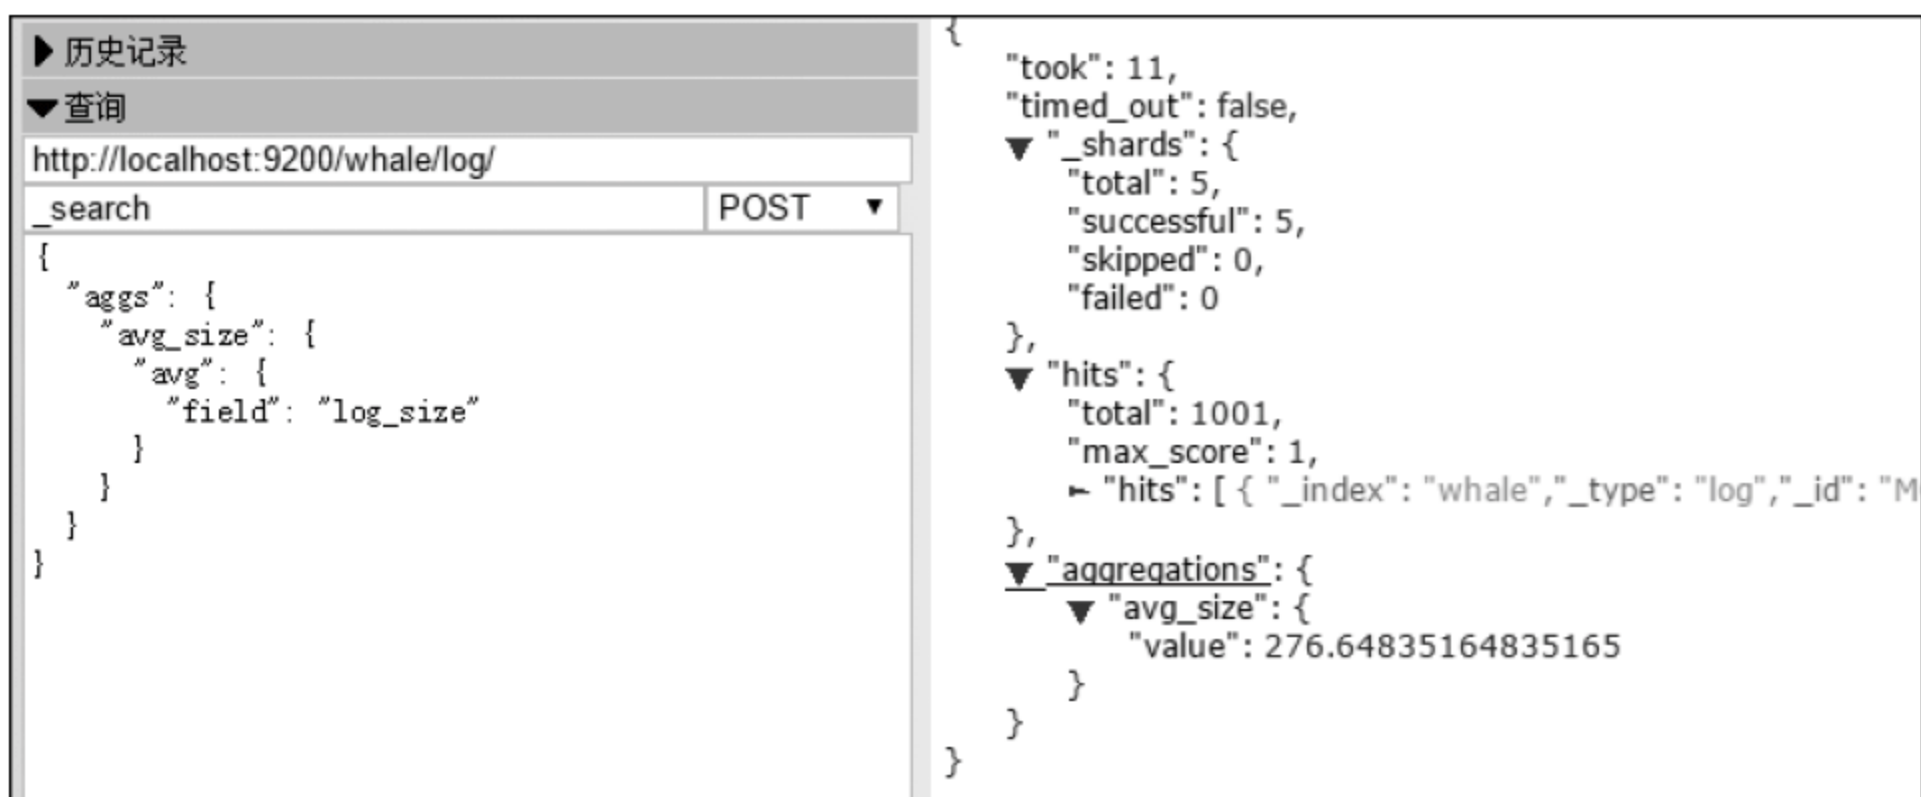 历史记录
查询
http://localhost:9200/whale/log/
_search
POST
{
"aggs": {
"avg_size": {
"avg": {
"field": "log_size"
}
}
}
}
{
"took": 11,
"timed_out": false,
"_shards": {
"total": 5,
"successful": 5,
"skipped": 0,
"failed": 0
},
"hits": {
"total": 1001,
"max_score": 1,
"hits": [ { "_index": "whale","_type": "log","_id": "M
},
"aggregations": {
"avg_size": {
"value": 276.64835164835165
}
}
}